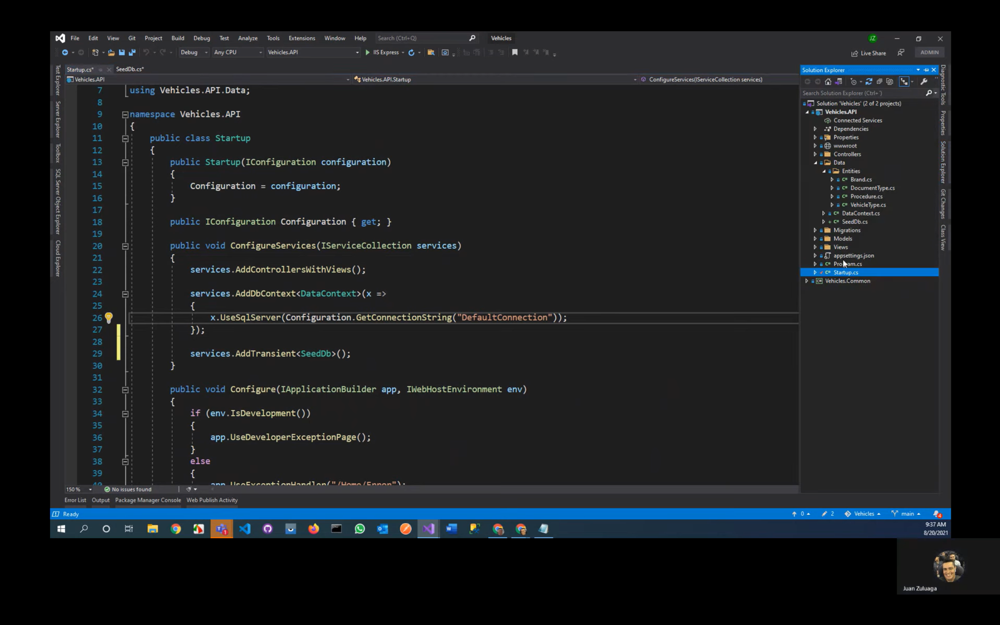 File Edit View Git Project Build Debug Test Analyze Tools Extensions Window Help Search (Ctrl+Q) Vehicles JZ
Debug Any CPU Vehicles.API IIS Express Live Share ADMIN
Startup.cs* SeedDb.cs*
Vehicles.API Vehicles.API.Startup ConfigureServices(IServiceCollection services)
Test Explorer
Server Explorer
Toolbox
SQL Server Object Explorer
Cloud Explorer
7 using Vehicles.API.Data;
8
9 namespace Vehicles.API
10 {
11 public class Startup
12 {
13 public Startup(IConfiguration configuration)
14 {
15 Configuration = configuration;
16 }
17
18 public IConfiguration Configuration { get; }
19
20 public void ConfigureServices(IServiceCollection services)
21 {
22 services.AddControllersWithViews();
23
24 services.AddDbContext<DataContext>(x =>
25 {
26 x.UseSqlServer(Configuration.GetConnectionString("DefaultConnection"));
27 });
28
29 services.AddTransient<SeedDb>();
30 }
31
32 public void Configure(IApplicationBuilder app, IWebHostEnvironment env)
33 {
34 if (env.IsDevelopment())
35 {
36 app.UseDeveloperExceptionPage();
37 }
38 else
39 {
40 app.UseExceptionHandler("/Home/Error");
150 % No issues found
Error List Output Package Manager Console Web Publish Activity
Solution Explorer
Search Solution Explorer (Ctrl+´)
Solution 'Vehicles' (2 of 2 projects)
Vehicles.API
Connected Services
Dependencies
Properties
wwwroot
Controllers
Data
Entities
Brand.cs
DocumentType.cs
Procedure.cs
VehicleType.cs
DataContext.cs
SeedDb.cs
Migrations
Models
Views
appsettings.json
Program.cs
Startup.cs
Vehicles.Common
Diagnostic Tools
Properties
Solution Explorer
Git Changes
Class View
Ready 0 2 Vehicles main 4
9:37 AM
8/20/2021
Juan Zuluaga